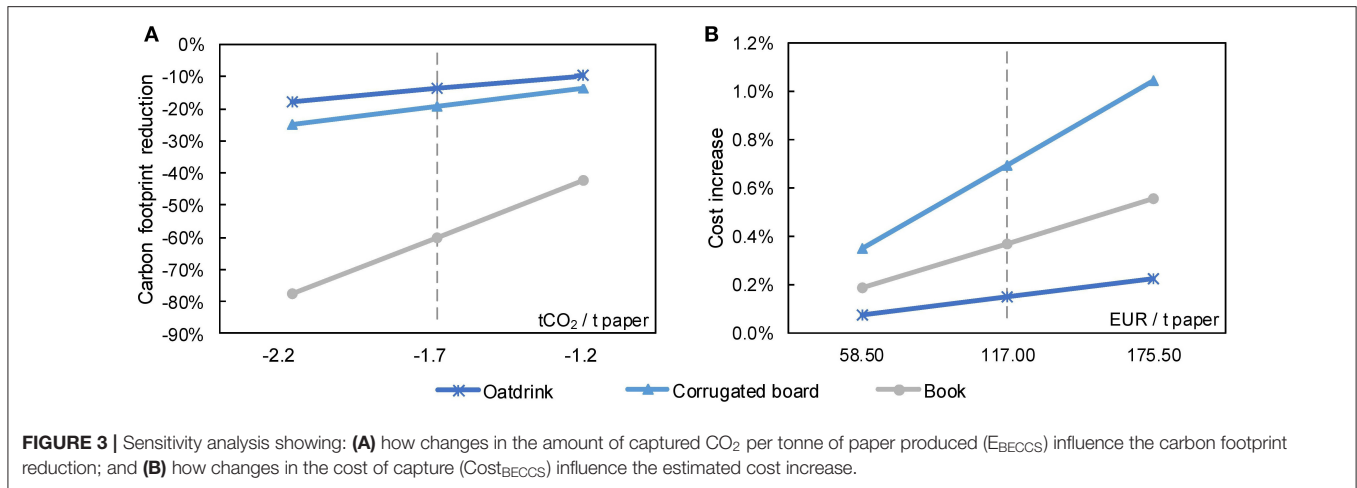 A
0%
-10%
-20%
-30%
-40%
-50%
-60%
-70%
-80%
-90%
Carbon footprint reduction
tCO₂ / t paper
-2.2 -1.7 -1.2
B
1.2%
1.0%
0.8%
0.6%
0.4%
0.2%
0.0%
Cost increase
EUR / t paper
58.50 117.00 175.50
Oatdrink Corrugated board Book
FIGURE 3 | Sensitivity analysis showing: (A) how changes in the amount of captured CO₂ per tonne of paper produced (E_BECCS) influence the carbon footprint
reduction; and (B) how changes in the cost of capture (Cost_BECCS) influence the estimated cost increase.